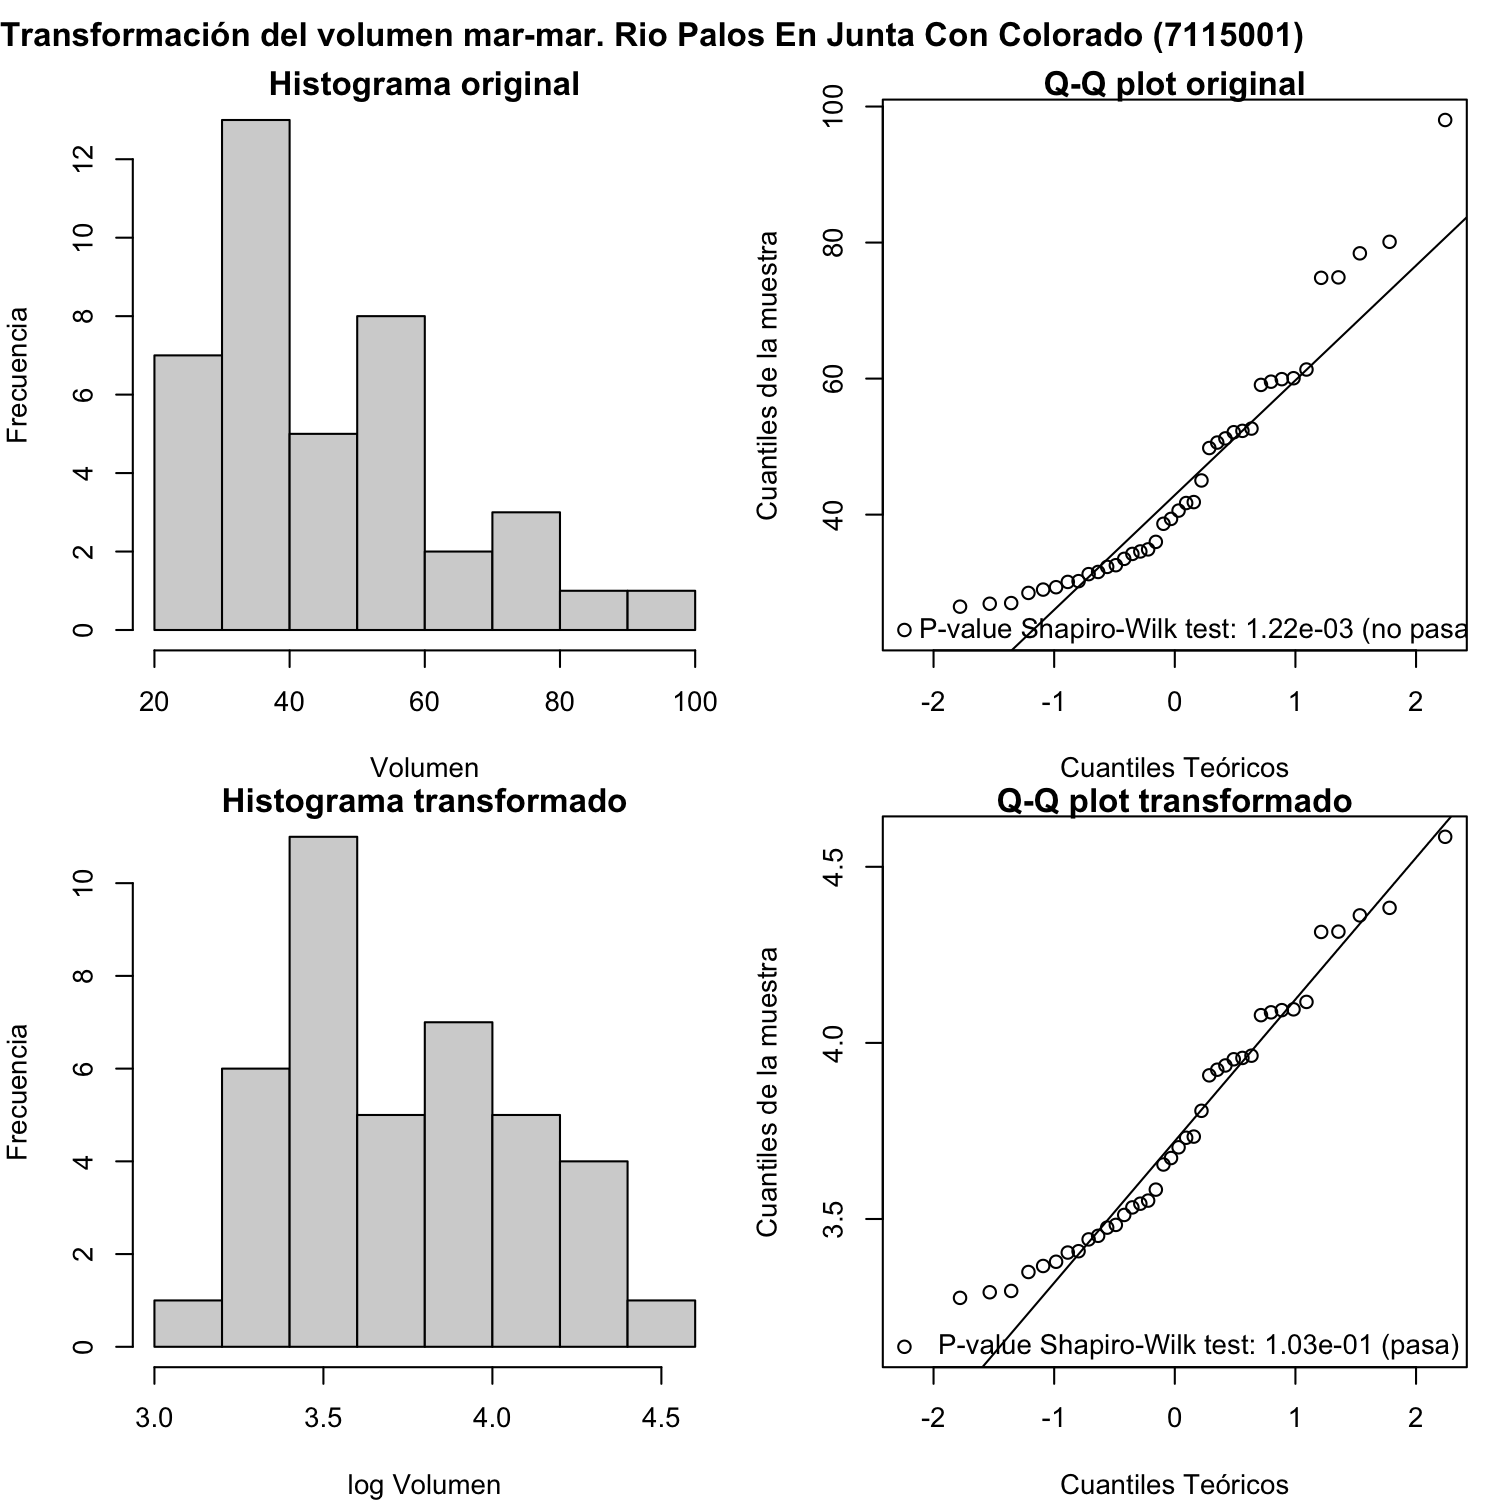 Transformación del volumen mar-mar. Rio Palos En Junta Con Colorado (7115001)
Histograma original
Frecuencia
0
2
4
6
8
10
12
20
40
60
80
100
Volumen
Q-Q plot original
Cuantiles de la muestra
40
60
80
100
P-value Shapiro-Wilk test: 1.22e-03 (no pasa
-2
-1
0
1
2
Cuantiles Teóricos
Histograma transformado
Frecuencia
0
2
4
6
8
10
3.0
3.5
4.0
4.5
log Volumen
Q-Q plot transformado
Cuantiles de la muestra
3.5
4.0
4.5
P-value Shapiro-Wilk test: 1.03e-01 (pasa)
-2
-1
0
1
2
Cuantiles Teóricos